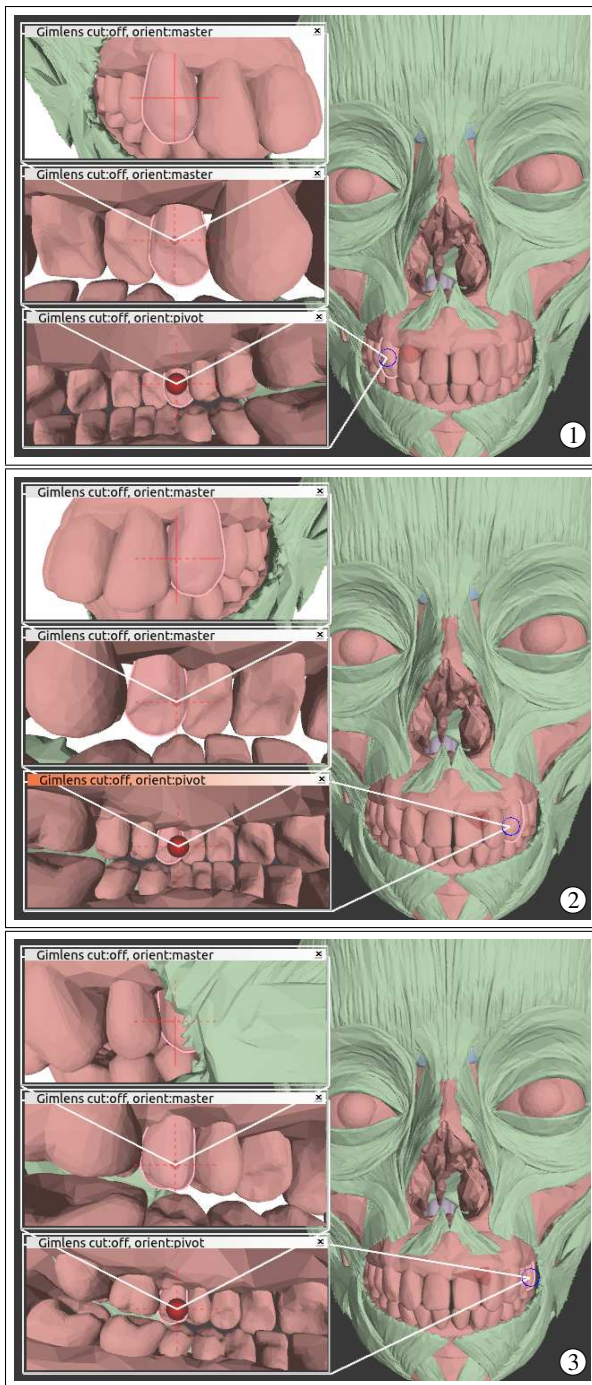 Gimlens cut:off, orient:master ×
Gimlens cut:off, orient:master ×
Gimlens cut:off, orient:pivot ×
1
Gimlens cut:off, orient:master ×
Gimlens cut:off, orient:master ×
Gimlens cut:off, orient:pivot ×
2
Gimlens cut:off, orient:master ×
Gimlens cut:off, orient:master ×
Gimlens cut:off, orient:pivot ×
3